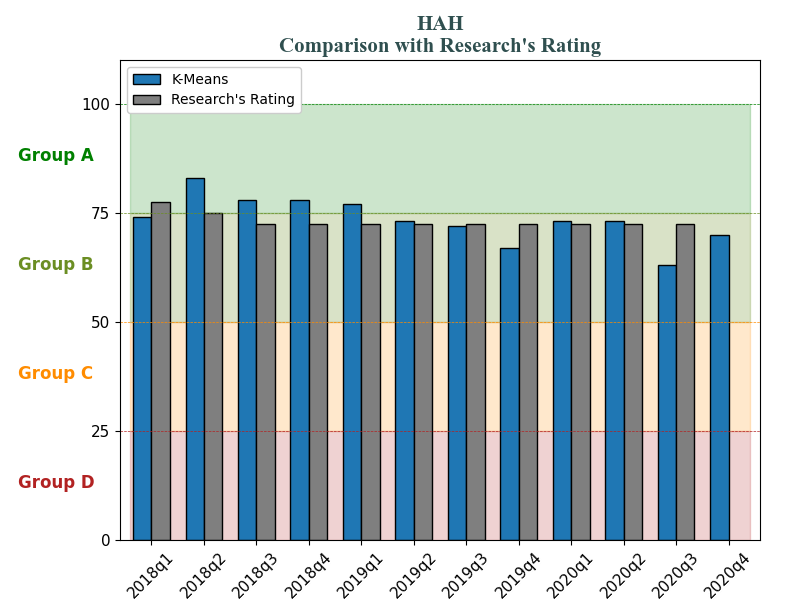 HAH
Comparison with Research's Rating
K-Means
Research's Rating
100
Group A
75
Group B
50
Group C
25
Group D
0
2018q1
2018q2
2018q3
2018q4
2019q1
2019q2
2019q3
2019q4
2020q1
2020q2
2020q3
2020q4